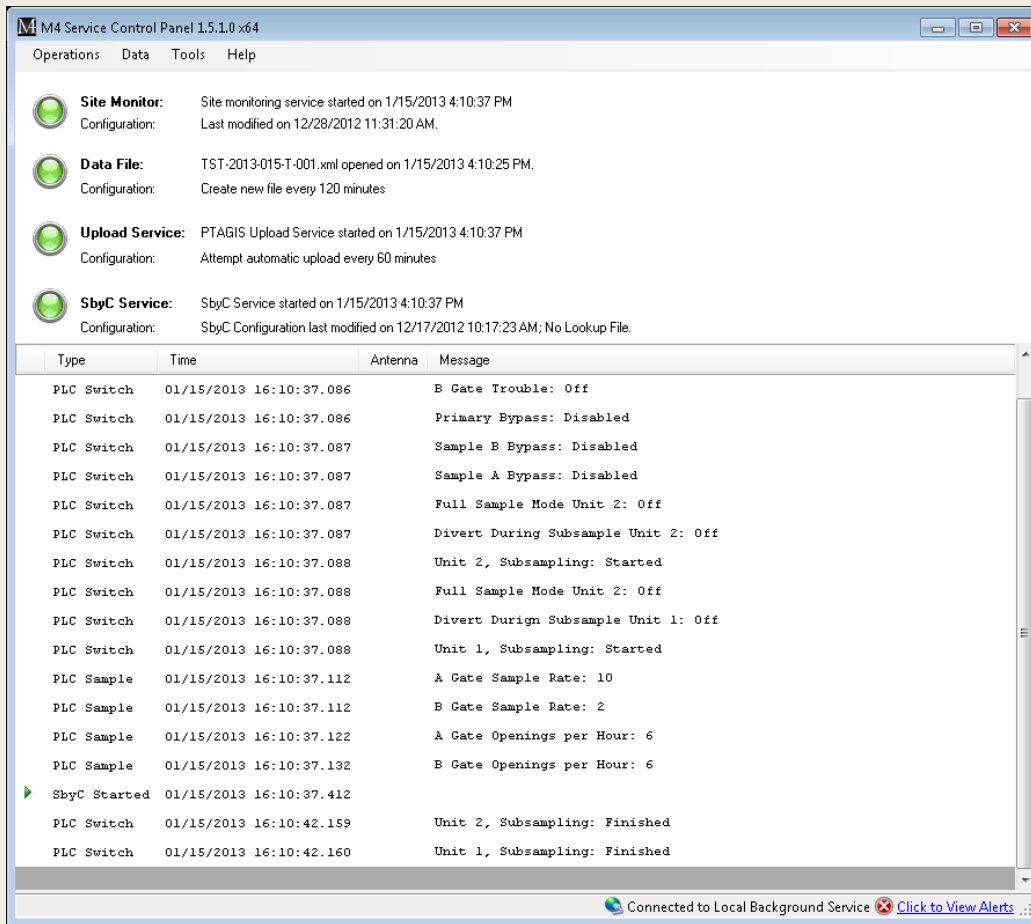 M4 M4 Service Control Panel 1.5.1.0 x64
Operations Data Tools Help
Site Monitor: Site monitoring service started on 1/15/2013 4:10:37 PM
Configuration: Last modified on 12/28/2012 11:31:20 AM.
Data File: TST-2013-015-T-001.xml opened on 1/15/2013 4:10:25 PM.
Configuration: Create new file every 120 minutes
Upload Service: PTAGIS Upload Service started on 1/15/2013 4:10:37 PM
Configuration: Attempt automatic upload every 60 minutes
SbyC Service: SbyC Service started on 1/15/2013 4:10:37 PM
Configuration: SbyC Configuration last modified on 12/17/2012 10:17:23 AM; No Lookup File.
Type Time Antenna Message
PLC Switch 01/15/2013 16:10:37.086 B Gate Trouble: Off
PLC Switch 01/15/2013 16:10:37.086 Primary Bypass: Disabled
PLC Switch 01/15/2013 16:10:37.087 Sample B Bypass: Disabled
PLC Switch 01/15/2013 16:10:37.087 Sample A Bypass: Disabled
PLC Switch 01/15/2013 16:10:37.087 Full Sample Mode Unit 2: Off
PLC Switch 01/15/2013 16:10:37.087 Divert During Subsample Unit 2: Off
PLC Switch 01/15/2013 16:10:37.088 Unit 2, Subsampling: Started
PLC Switch 01/15/2013 16:10:37.088 Full Sample Mode Unit 2: Off
PLC Switch 01/15/2013 16:10:37.088 Divert Durign Subsample Unit 1: Off
PLC Switch 01/15/2013 16:10:37.088 Unit 1, Subsampling: Started
PLC Sample 01/15/2013 16:10:37.112 A Gate Sample Rate: 10
PLC Sample 01/15/2013 16:10:37.112 B Gate Sample Rate: 2
PLC Sample 01/15/2013 16:10:37.122 A Gate Openings per Hour: 6
PLC Sample 01/15/2013 16:10:37.132 B Gate Openings per Hour: 6
SbyC Started 01/15/2013 16:10:37.412
PLC Switch 01/15/2013 16:10:42.159 Unit 2, Subsampling: Finished
PLC Switch 01/15/2013 16:10:42.160 Unit 1, Subsampling: Finished
Connected to Local Background Service Click to View Alerts